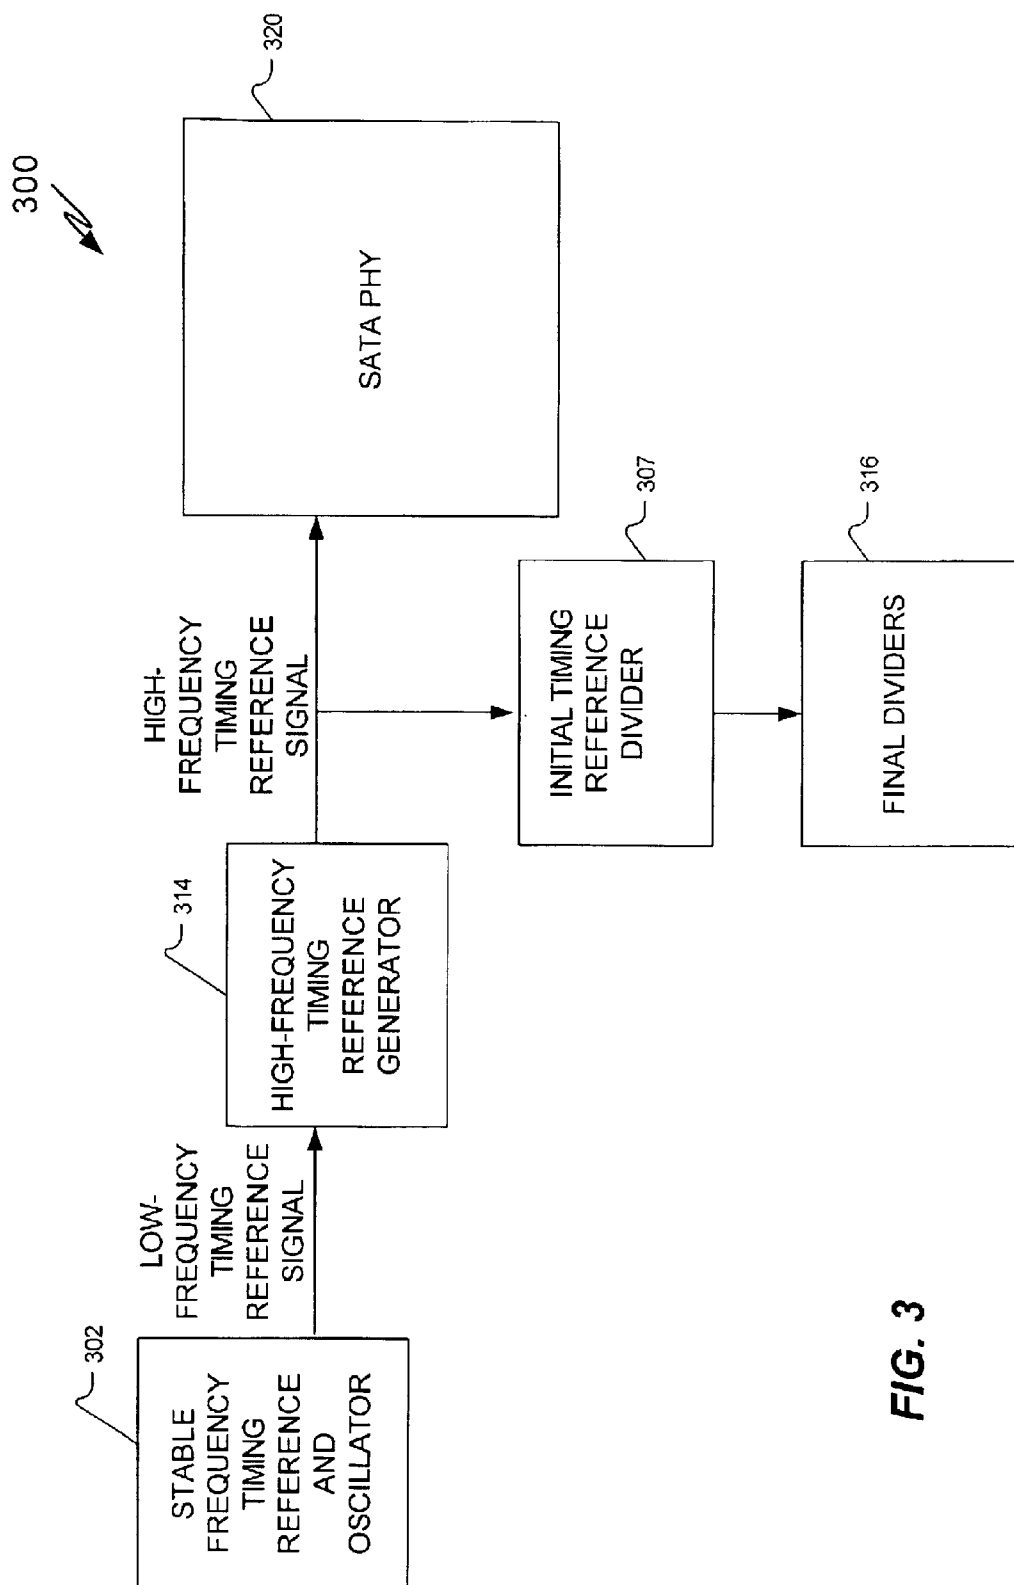 300
STABLE
FREQUENCY
TIMING
REFERENCE
AND
OSCILLATOR
302
LOW-
FREQUENCY
TIMING
REFERENCE
SIGNAL
HIGH-FREQUENCY
TIMING
REFERENCE
GENERATOR
314
HIGH-
FREQUENCY
TIMING
REFERENCE
SIGNAL
SATA PHY
320
INITIAL TIMING
REFERENCE
DIVIDER
307
FINAL DIVIDERS
316
FIG. 3